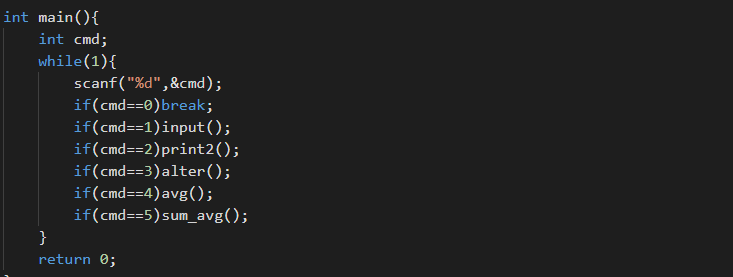 int main(){
    int cmd;
    while(1){
        scanf("%d",&cmd);
        if(cmd==0)break;
        if(cmd==1)input();
        if(cmd==2)print2();
        if(cmd==3)alter();
        if(cmd==4)avg();
        if(cmd==5)sum_avg();
    }
    return 0;